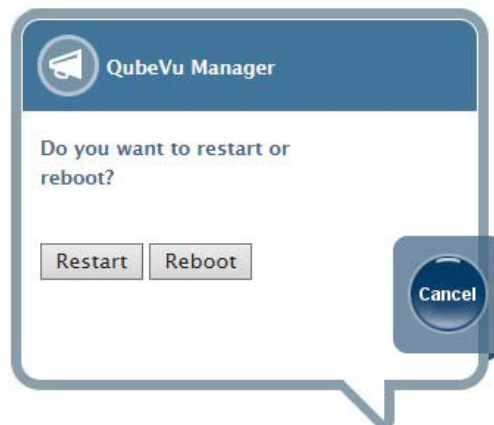 QubeVu Manager
Do you want to restart or
reboot?
Restart Reboot
Cancel